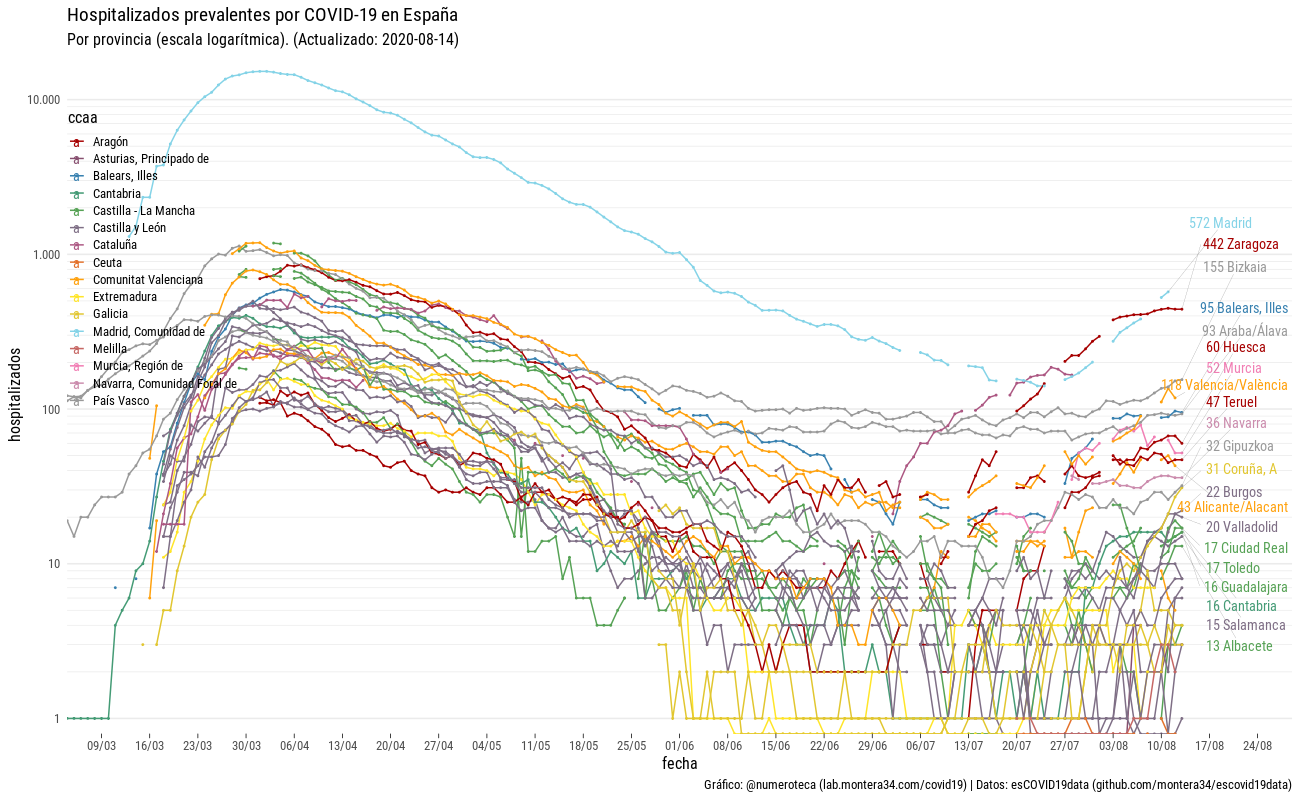 Hospitalizados prevalentes por COVID-19 en España
Por provincia (escala logarítmica). (Actualizado: 2020-08-14)
hospitalizados
10.000
1.000
100
10
1
ccaa
Aragón
Asturias, Principado de
Balears, Illes
Cantabria
Castilla - La Mancha
Castilla y León
Cataluña
Ceuta
Comunitat Valenciana
Extremadura
Galicia
Madrid, Comunidad de
Melilla
Murcia, Región de
Navarra, Comunidad Foral de
País Vasco
572 Madrid
442 Zaragoza
155 Bizkaia
95 Balears, Illes
93 Araba/Álava
60 Huesca
52 Murcia
118 Valencia/València
47 Teruel
36 Navarra
32 Gipuzkoa
31 Coruña, A
22 Burgos
43 Alicante/Alacant
20 Valladolid
17 Ciudad Real
17 Toledo
16 Guadalajara
16 Cantabria
15 Salamanca
13 Albacete
09/03 16/03 23/03 30/03 06/04 13/04 20/04 27/04 04/05 11/05 18/05 25/05 01/06 08/06 15/06 22/06 29/06 06/07 13/07 20/07 27/07 03/08 10/08 17/08 24/08
fecha
Gráfico: @numeroteca (lab.montera34.com/covid19) | Datos: esCOVID19data (github.com/montera34/escovid19data)